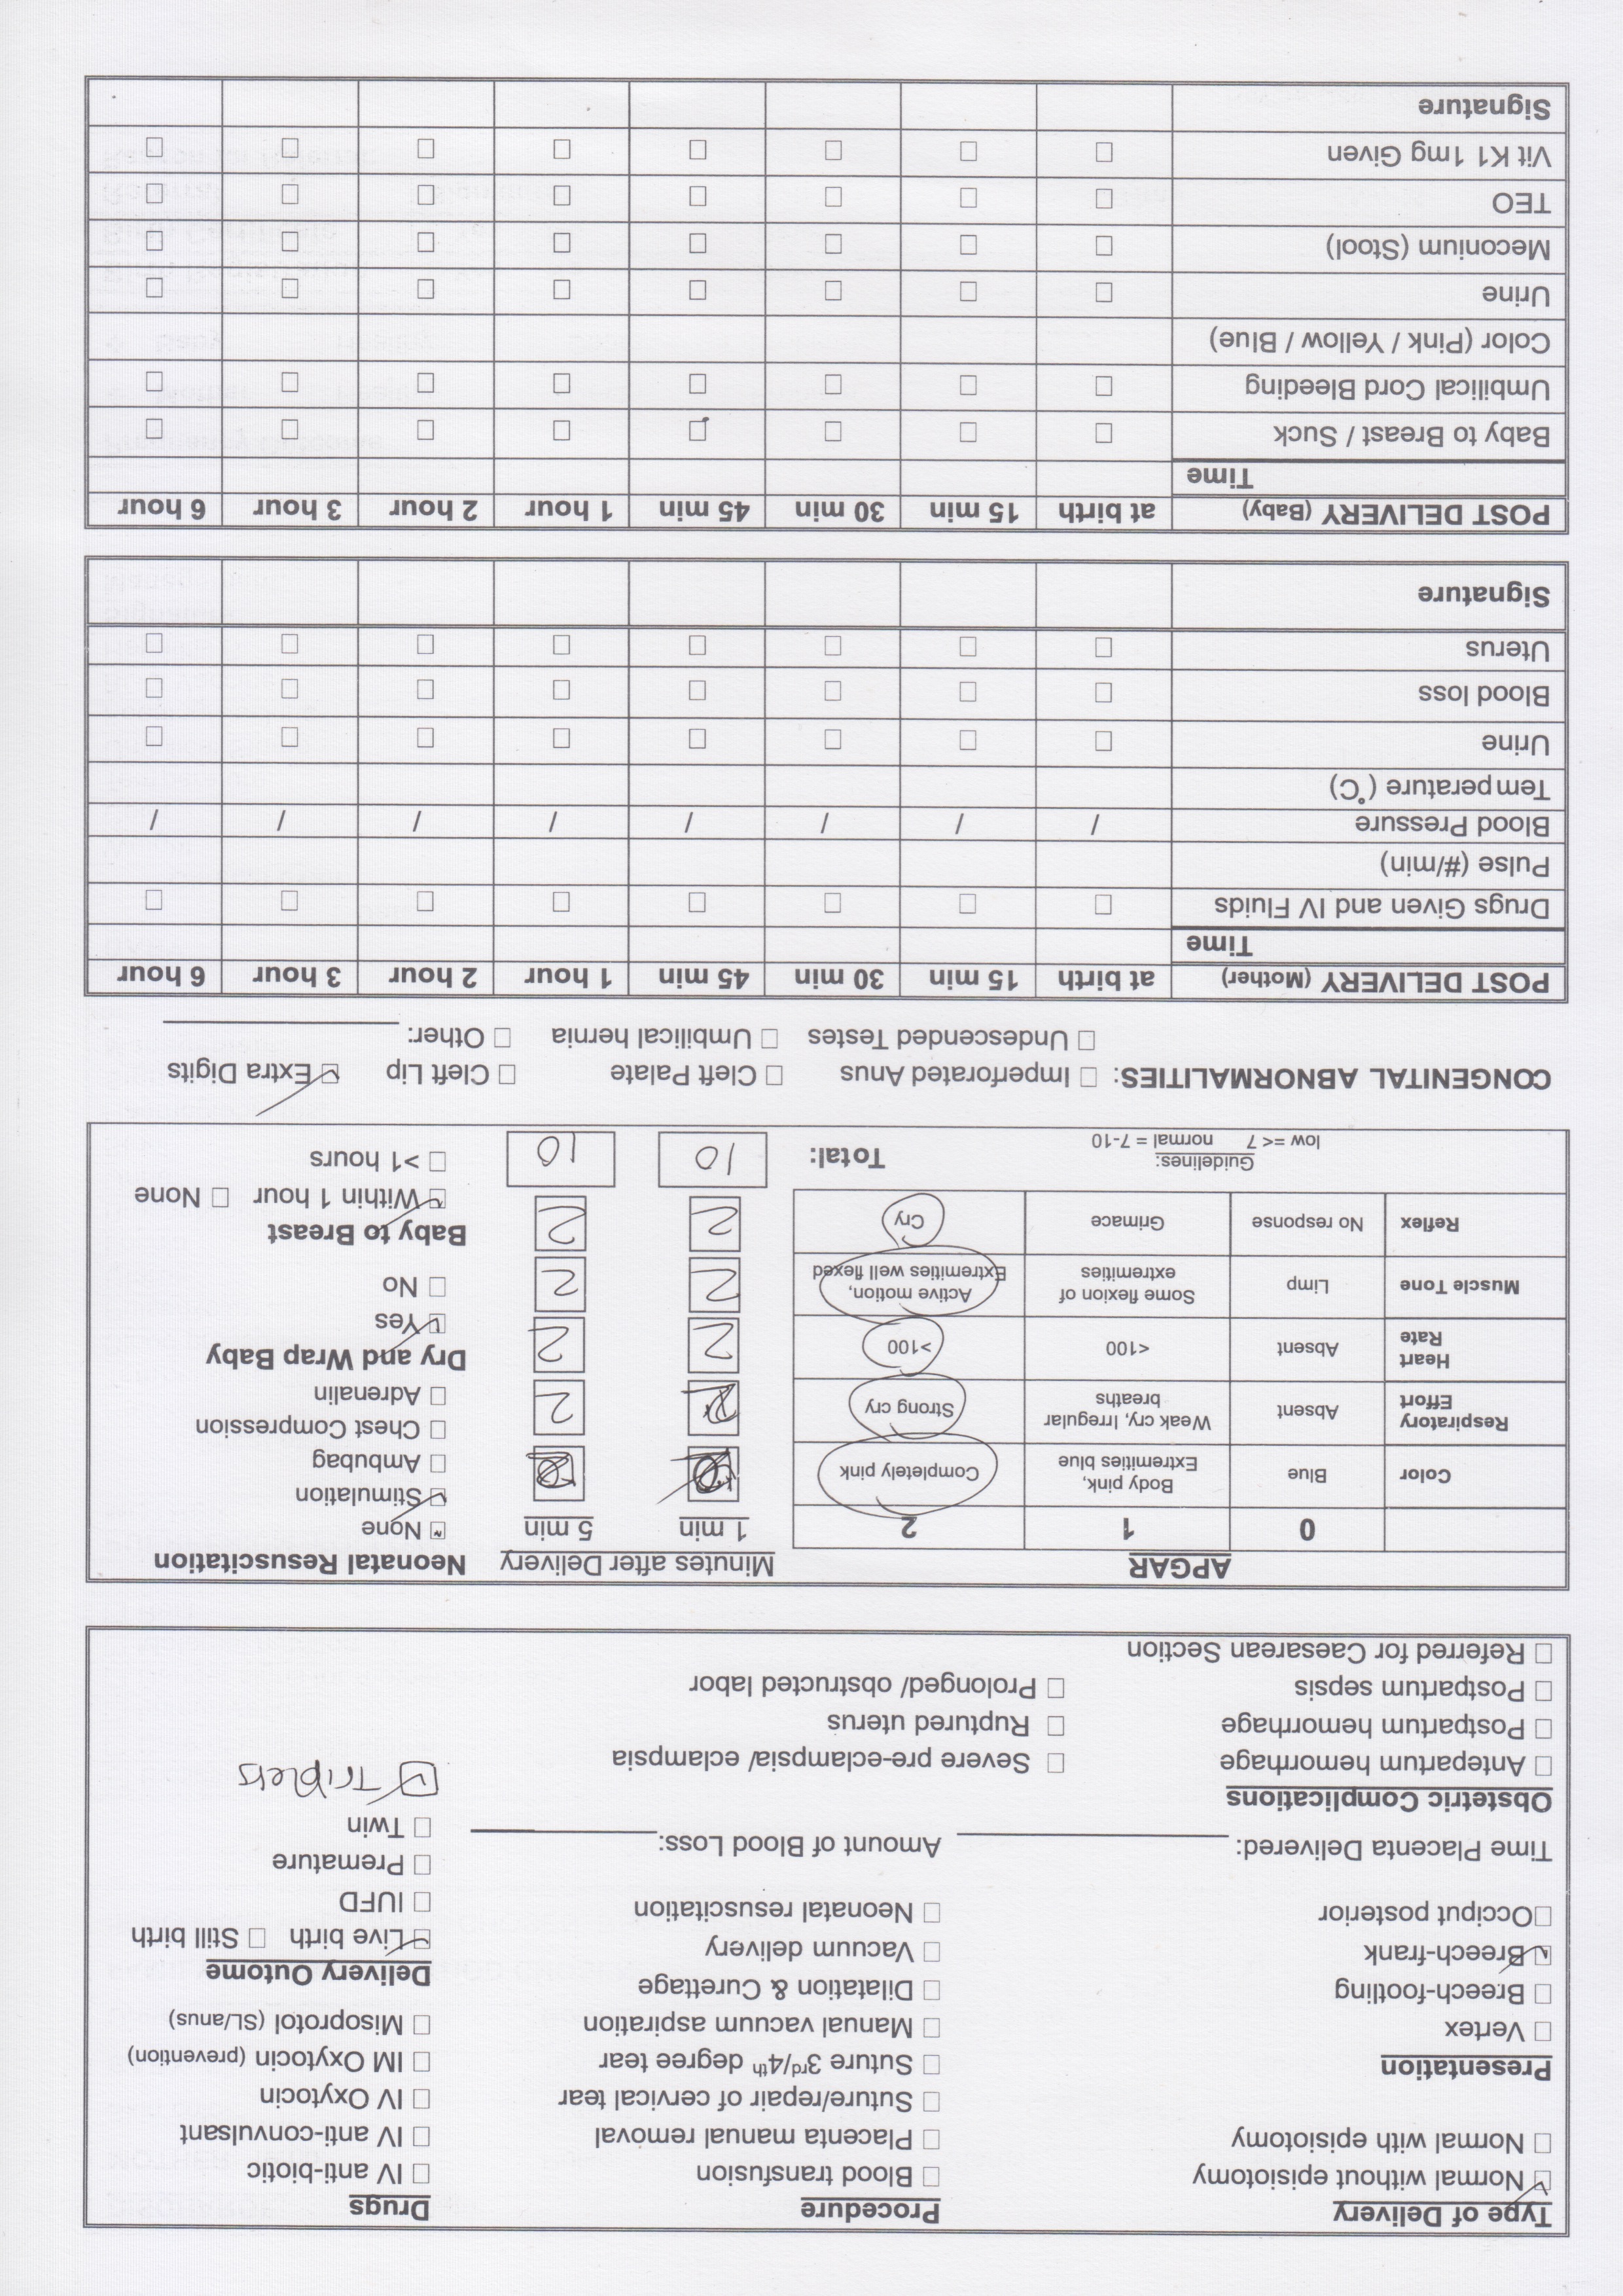 Type of Delivery Procedure Drugs
☑ Normal without episiotomy ☐ Blood transfusion ☐ IV anti-biotic
☐ Normal with episiotomy ☐ Placenta manual removal ☐ IV anti-convulsant
☐ Suture/repair of cervical tear ☐ IV Oxytocin
Presentation ☐ Suture 3rd/4th degree tear ☐ IM Oxytocin (prevention)
☐ Vertex ☐ Manual vacuum aspiration ☐ Misoprotol (SL/anus)
☐ Breech-footling ☐ Dilatation & Curettage Delivery Outome
☑ Breech-frank ☐ Vacuum delivery ☑ Live birth ☐ Still birth
☐ Occiput posterior ☐ Neonatal resuscitation ☐ IUFD
☐ Premature
Time Placenta Delivered: Amount of Blood Loss: ☐ Twin
Obstetric Complications ☑ Triplets
☐ Antepartum hemorrhage ☐ Severe pre-eclampsia/ eclampsia
☐ Postpartum hemorrhage ☐ Ruptured uterus
☐ Postpartum sepsis ☐ Prolonged/ obstructed labor
☐ Referred for Caesarean Section
APGAR Minutes after Delivery Neonatal Resuscitation
0 1 2 1 min 5 min None
Color Blue Body pink, Extremities blue Completely pink ☑ Stimulation
☐ Ambubag
Respiratory Effort Absent Weak cry, Irregular breaths Strong cry 2 ☐ Chest Compression
☐ Adrenalin
Heart Rate Absent <100 >100 2 2 Dry and Wrap Baby
☑ Yes
Muscle Tone Limp Some flexion of extremities Active motion, Extremities well flexed 2 2 ☐ No
Reflex No response Grimace Cry 2 2 Baby to Breast
☑ Within 1 hour ☐ None
Guidelines: Total: 10 10 ☐ >1 hours
low =< 7 normal = 7-10
CONGENITAL ABNORMALITIES: ☐ Imperforated Anus ☐ Cleft Palate ☐ Cleft Lip ☑ Extra Digits
☐ Undescended Testes ☐ Umbilical hernia ☐ Other:
POST DELIVERY (Mother) at birth 15 min 30 min 45 min 1 hour 2 hour 3 hour 6 hour
Time
Drugs Given and IV Fluids ☐ ☐ ☐ ☐ ☐ ☐ ☐ ☐
Pulse (#/min)
Blood Pressure / / / / / / / /
Temperature (°C)
Urine ☐ ☐ ☐ ☐ ☐ ☐ ☐ ☐
Blood loss ☐ ☐ ☐ ☐ ☐ ☐ ☐ ☐
Uterus ☐ ☐ ☐ ☐ ☐ ☐ ☐ ☐
Signature
POST DELIVERY (Baby) at birth 15 min 30 min 45 min 1 hour 2 hour 3 hour 6 hour
Time
Baby to Breast / Suck ☐ ☐ ☐ ☐ ☐ ☐ ☐ ☐
Umbilical Cord Bleeding ☐ ☐ ☐ ☐ ☐ ☐ ☐ ☐
Color (Pink / Yellow / Blue)
Urine ☐ ☐ ☐ ☐ ☐ ☐ ☐ ☐
Meconium (Stool) ☐ ☐ ☐ ☐ ☐ ☐ ☐ ☐
TEO ☐ ☐ ☐ ☐ ☐ ☐ ☐ ☐
Vit K1 1mg Given ☐ ☐ ☐ ☐ ☐ ☐ ☐ ☐
Signature